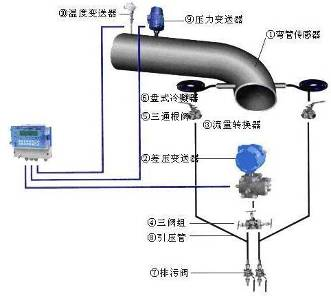 ⑩温度变送器
⑨压力变送器
①弯管传感器
⑥盘式冷凝器
⑤三通根阀
③流量转换器
②差压变送器
④三阀组
⑧引压管
⑦排污阀